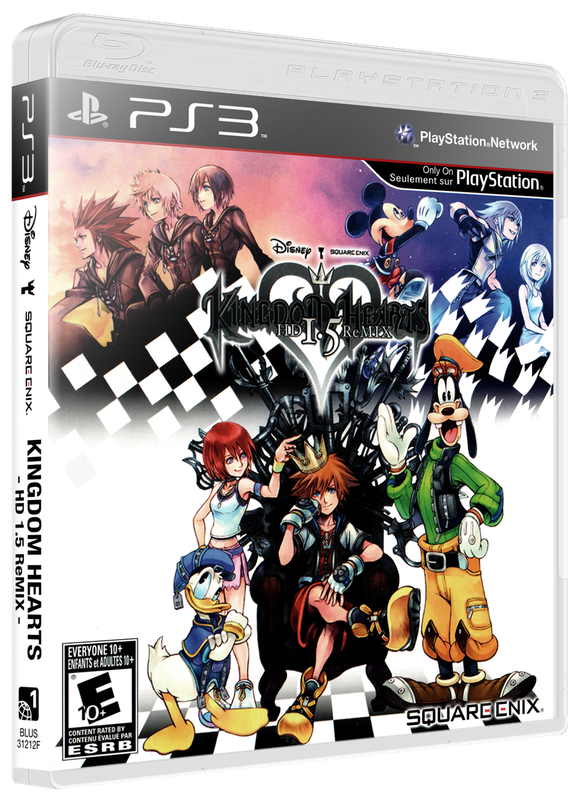 Blu-ray Disc
PLAYSTATION 3
PS3™
PlayStation®Network
Only On
Seulement sur PlayStation®
Disney
SQUARE ENIX
KINGDOM HEARTS
HD 1.5 ReMIX
EVERYONE 10+
ENFANTS et ADULTES 10+
E
10+
CONTENT RATED BY
CONTENU ÉVALUÉ PAR
ESRB
SQUARE ENIX®
PS3™
Disney
SQUARE ENIX.
KINGDOM HEARTS
- HD 1.5 ReMIX -
1
BLUS
31212F